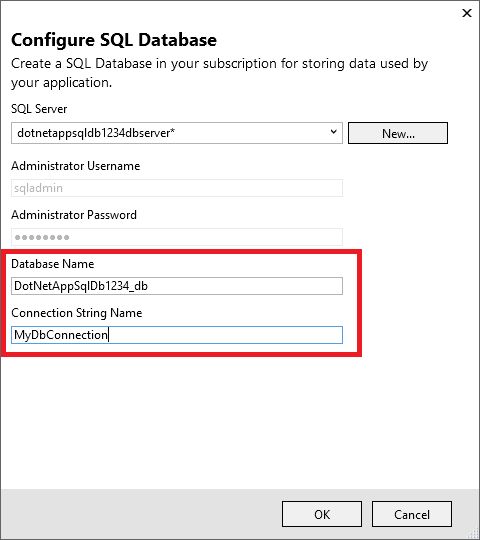 Configure SQL Database
Create a SQL Database in your subscription for storing data used by
your application.
SQL Server
dotnetappsqldb1234dbserver*
New...
Administrator Username
sqladmin
Administrator Password
Database Name
DotNetAppSqlDb1234_db
Connection String Name
MyDbConnection
OK
Cancel